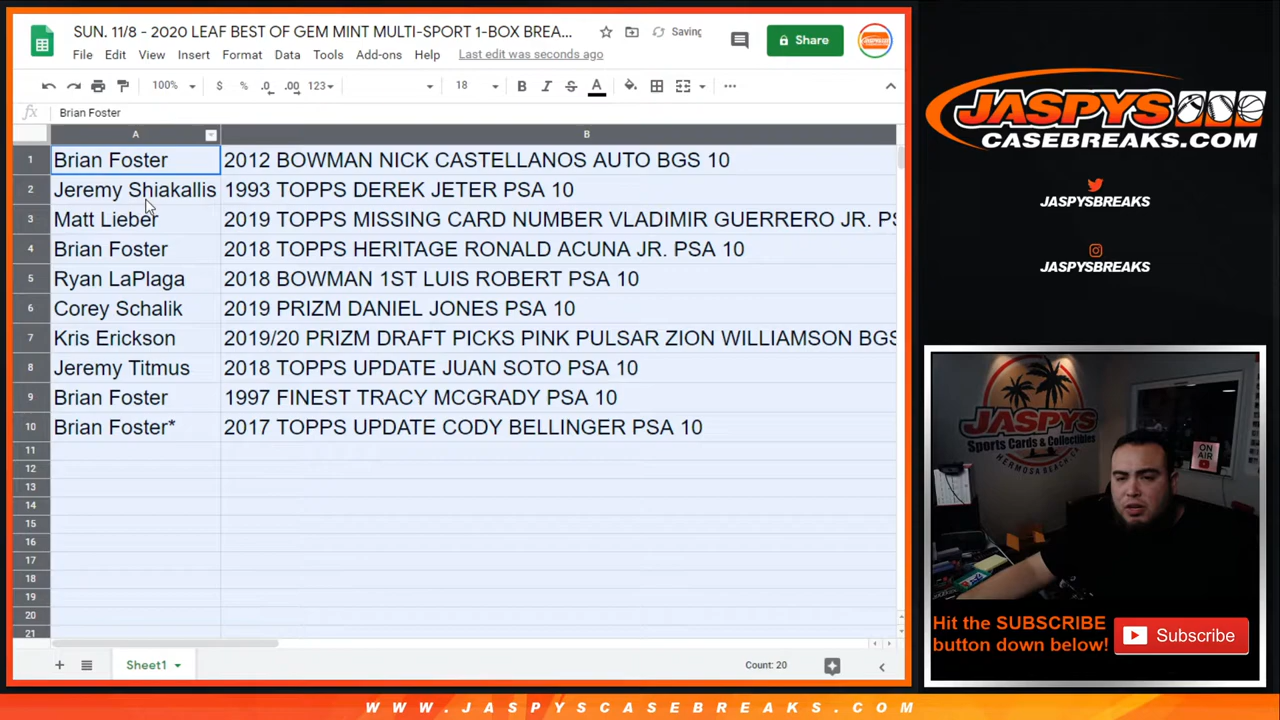 SUN. 11/8 - 2020 LEAF BEST OF GEM MINT MULTI-SPORT 1-BOX BREA...
Saving
Share
File Edit View Insert Format Data Tools Add-ons Help Last edit was seconds ago
100% $ % .0 .00 123 18 B I S A
fx Brian Foster
A B
1 Brian Foster 2012 BOWMAN NICK CASTELLANOS AUTO BGS 10
2 Jeremy Shiakallis 1993 TOPPS DEREK JETER PSA 10
3 Matt Lieber 2019 TOPPS MISSING CARD NUMBER VLADIMIR GUERRERO JR. PS
4 Brian Foster 2018 TOPPS HERITAGE RONALD ACUNA JR. PSA 10
5 Ryan LaPlaga 2018 BOWMAN 1ST LUIS ROBERT PSA 10
6 Corey Schalik 2019 PRIZM DANIEL JONES PSA 10
7 Kris Erickson 2019/20 PRIZM DRAFT PICKS PINK PULSAR ZION WILLIAMSON BGS
8 Jeremy Titmus 2018 TOPPS UPDATE JUAN SOTO PSA 10
9 Brian Foster 1997 FINEST TRACY MCGRADY PSA 10
10 Brian Foster* 2017 TOPPS UPDATE CODY BELLINGER PSA 10
11
12
13
14
15
16
17
18
19
20
21
Sheet1
Count: 20
JASPYS
CASEBREAKS.COM
JASPYSBREAKS
JASPYSBREAKS
JASPYS
Sports Cards & Collectibles
HERMOSA BEACH, CA
ON AIR
Hit the SUBSCRIBE
button down below!
Subscribe
WWW.JASPYSCASEBREAKS.COM